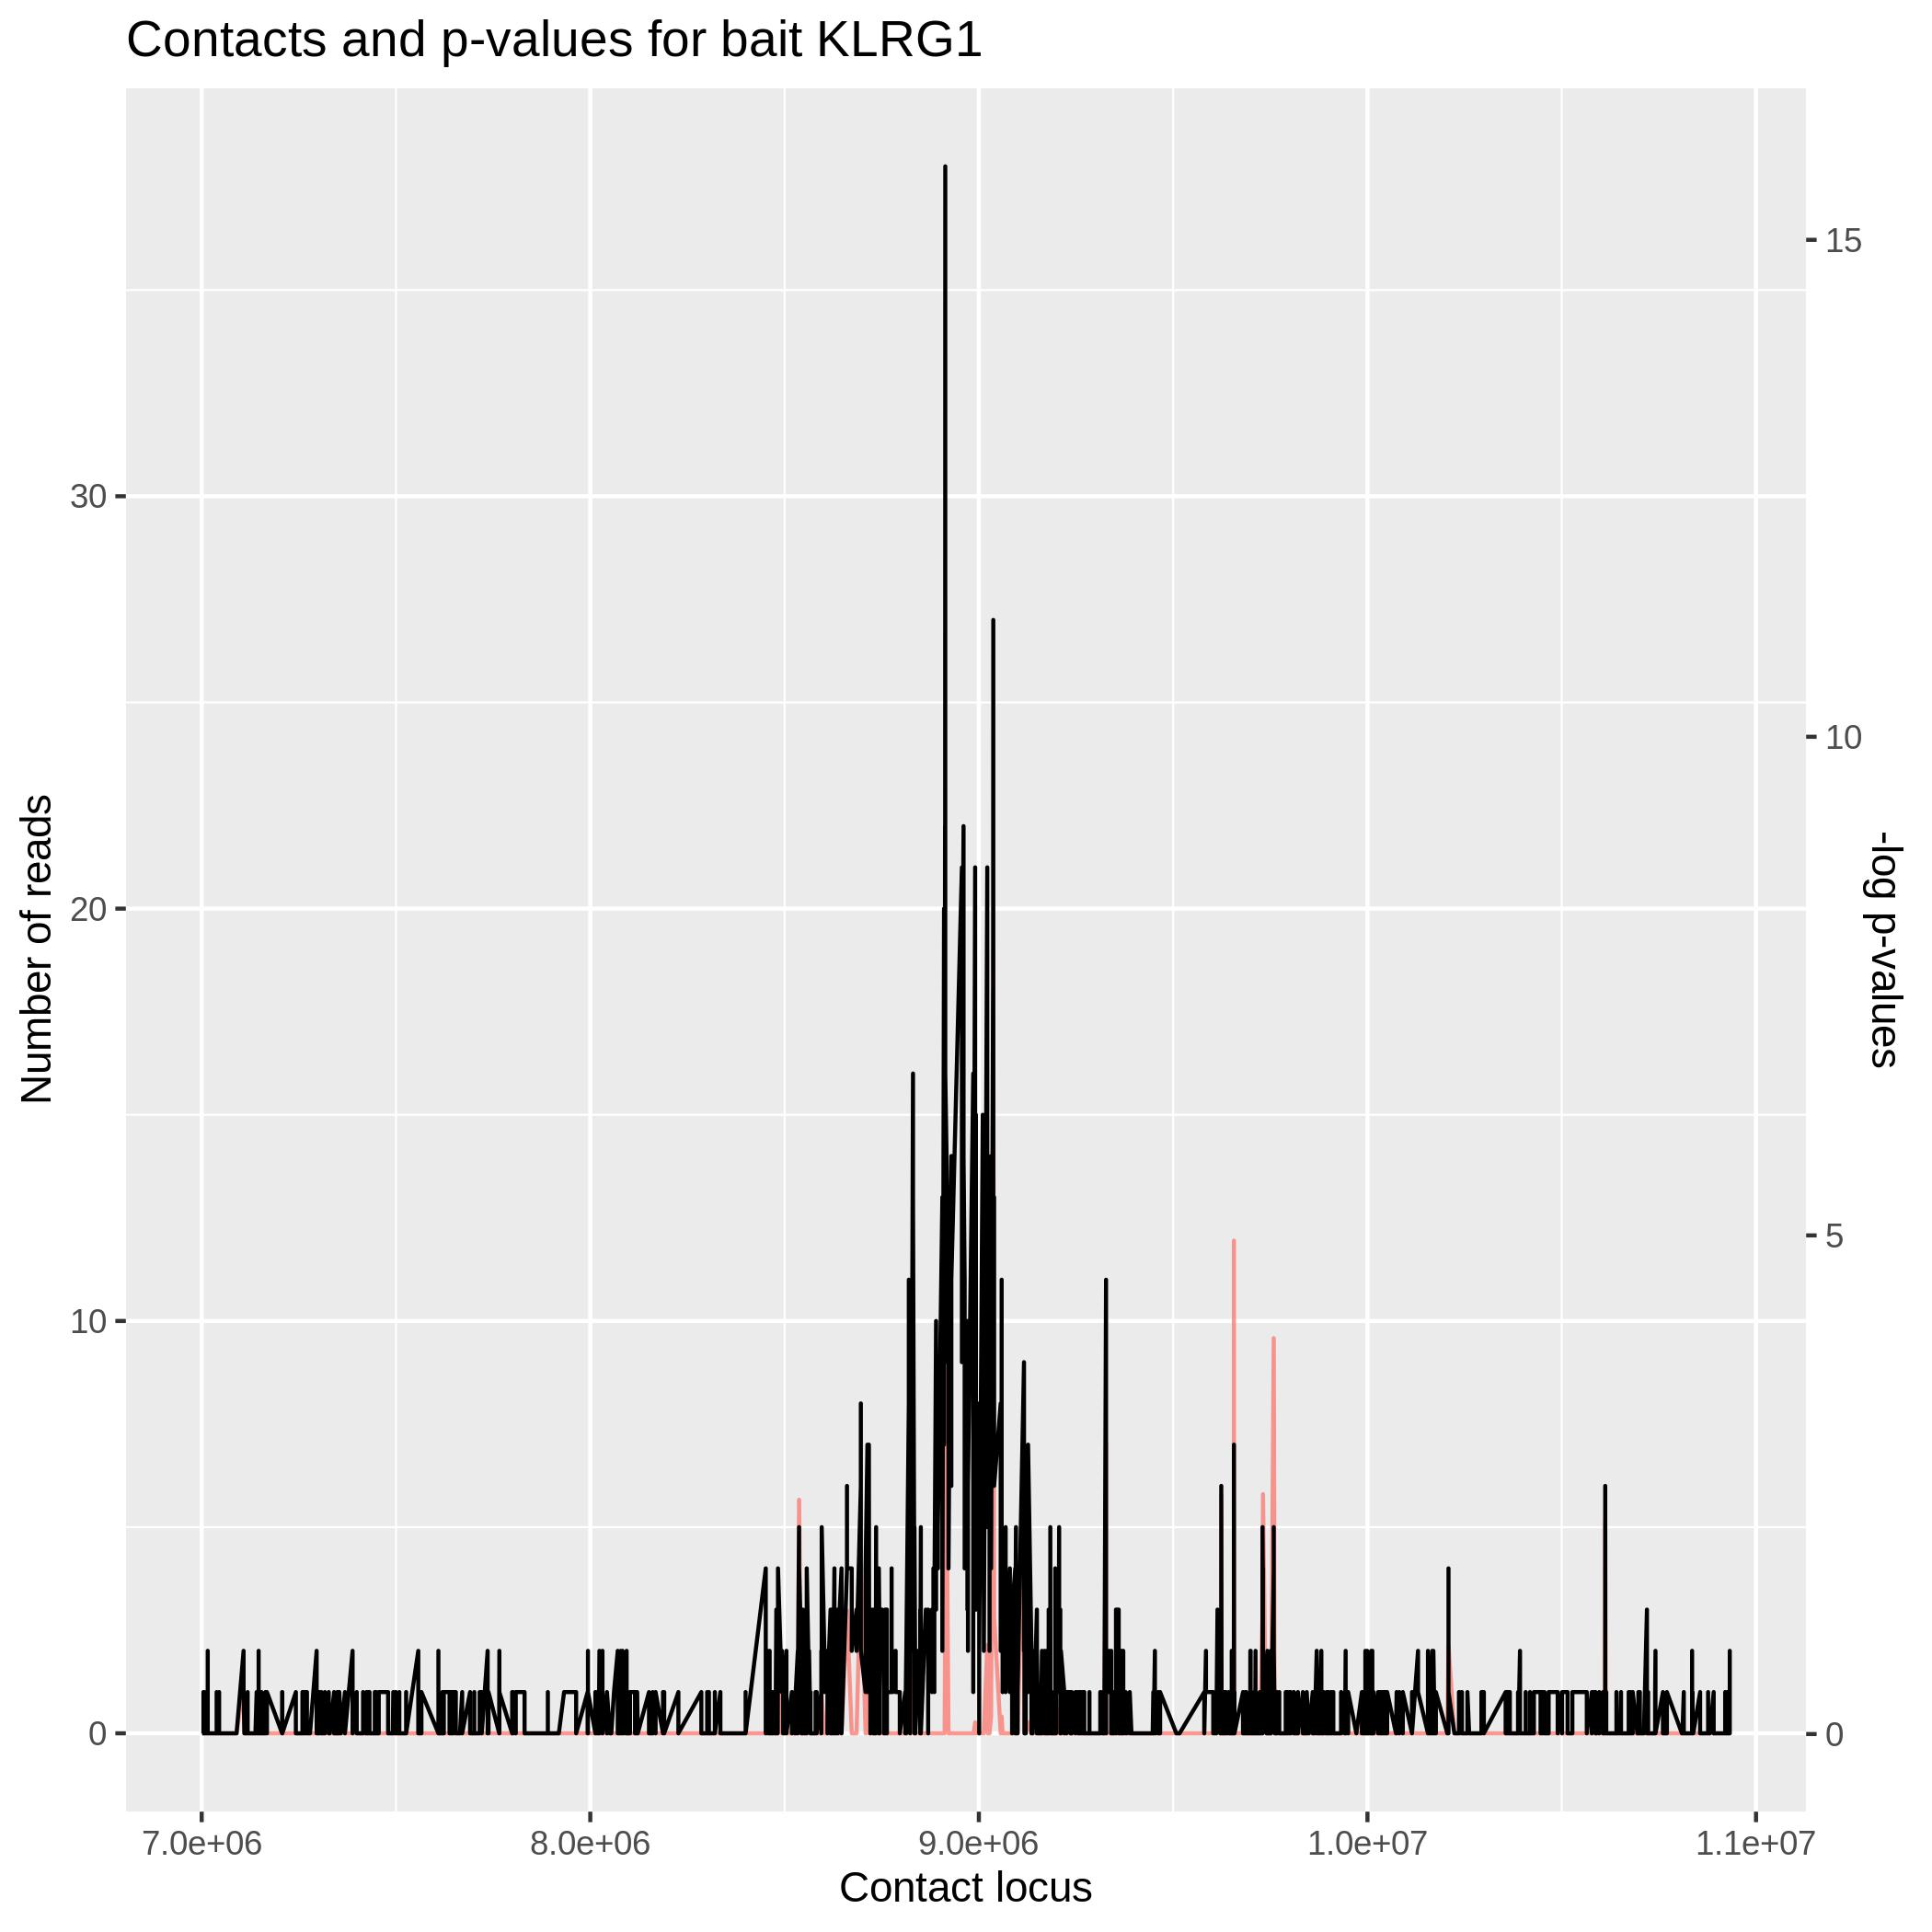 Contacts and p-values for bait KLRG1
15
30
10
20
Number of reads
-log p-values
5
10
0
0
7.0e+06 8.0e+06 9.0e+06 1.0e+07 1.1e+07
Contact locus